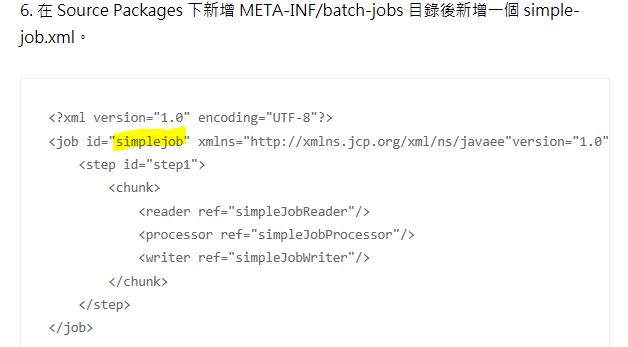 6. 在 Source Packages 下新增 META-INF/batch-jobs 目錄後新增一個 simple-
job.xml。
<?xml version="1.0" encoding="UTF-8"?>
<job id="simplejob" xmlns="http://xmlns.jcp.org/xml/ns/javaee"version="1.0"
<step id="step1">
<chunk>
<reader ref="simpleJobReader"/>
<processor ref="simpleJobProcessor"/>
<writer ref="simpleJobWriter"/>
</chunk>
</step>
</job>